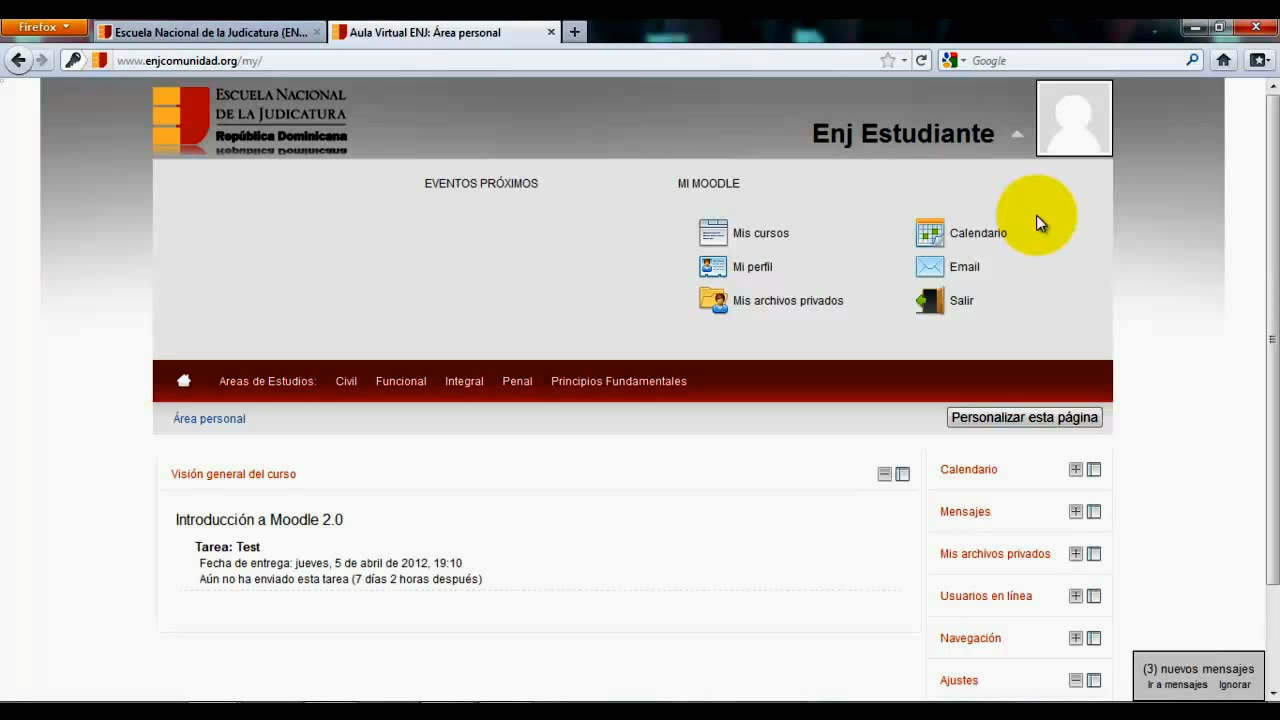 Firefox
Escuela Nacional de la Judicatura (EN...
Aula Virtual ENJ: Área personal
www.enjcomunidad.org/my/
Google
ESCUELA NACIONAL
DE LA JUDICATURA
República Dominicana
Enj Estudiante
EVENTOS PRÓXIMOS
MI MOODLE
Mis cursos
Calendario
Mi perfil
Email
Mis archivos privados
Salir
Areas de Estudios: Civil Funcional Integral Penal Principios Fundamentales
Área personal
Personalizar esta página
Visión general del curso
Introducción a Moodle 2.0
Tarea: Test
Fecha de entrega: jueves, 5 de abril de 2012, 19:10
Aún no ha enviado esta tarea (7 días 2 horas después)
Calendario
Mensajes
Mis archivos privados
Usuarios en línea
Navegación
Ajustes
(3) nuevos mensajes
Ir a mensajes Ignorar